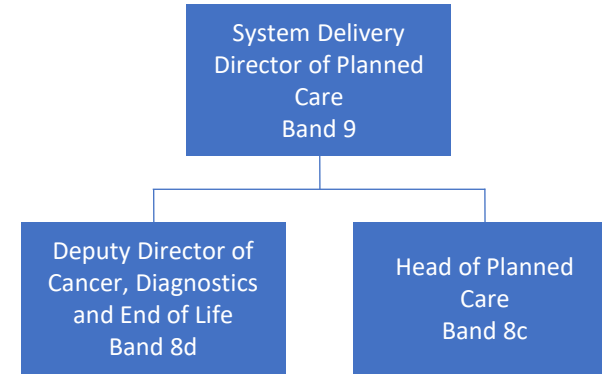 System Delivery
Director of Planned
Care
Band 9
Deputy Director of
Cancer, Diagnostics
and End of Life
Band 8d
Head of Planned
Care
Band 8c